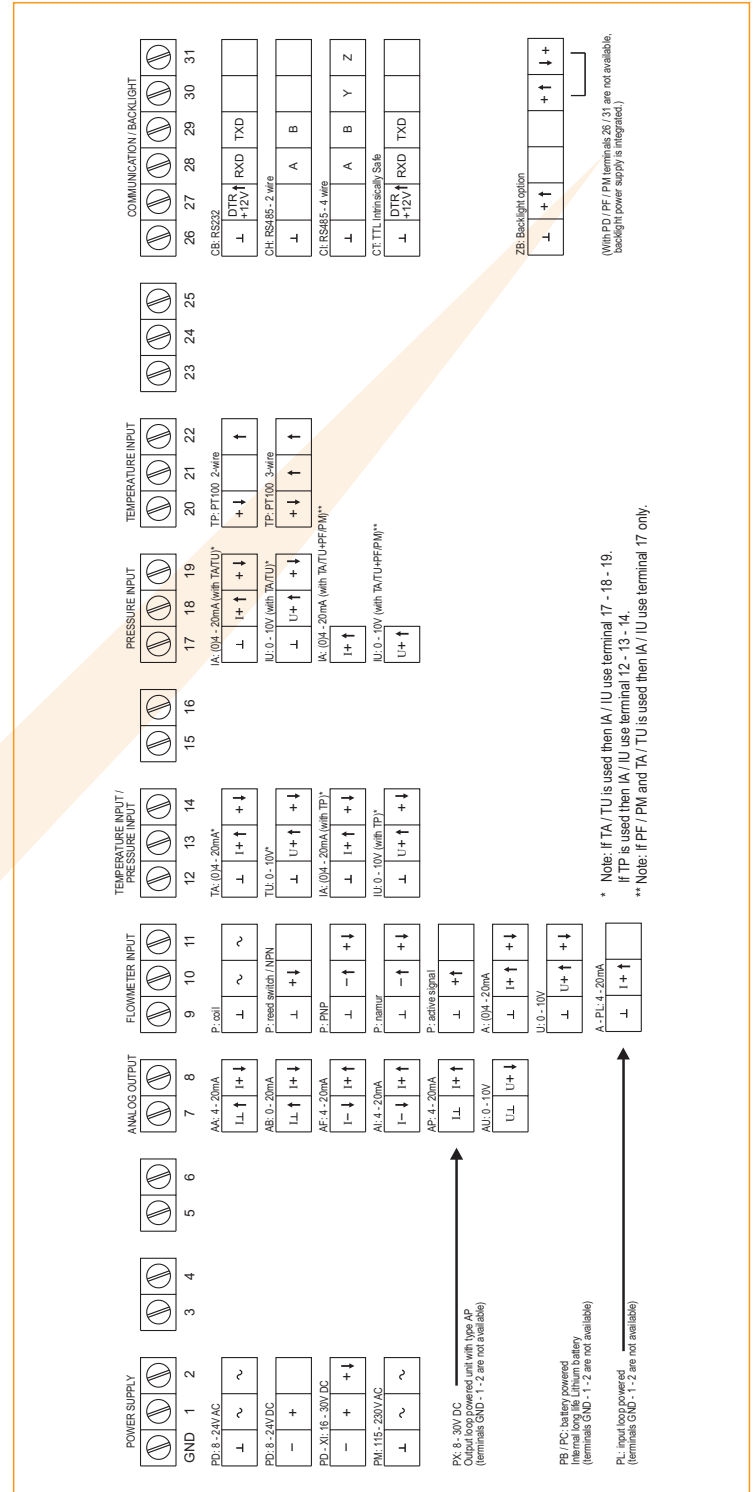 POWER SUPPLY
GND 1 2
PD: 8 - 24V AC
⊥ ~ ~
PD: 8 - 24V DC
− +
PD - XI: 16 - 30V DC
− + +↓
PM: 115 - 230V AC
⊥ ~ ~
PX: 8 - 30V DC
Output loop powered unit with type AP
(terminals GND - 1 - 2 are not available)
PB / PC: battery powered
Internal long life Lithium battery
(terminals GND - 1 - 2 are not available)
PL: input loop powered
(terminals GND - 1 - 2 are not available)
3 4
5 6
ANALOG OUTPUT
7 8
AA: 4 - 20mA
I⊥↑ I+↓
AB: 0 - 20mA
I⊥↑ I+↓
AF: 4 - 20mA
I−↓ I+↑
AI: 4 - 20mA
I−↓ I+↑
AP: 4 - 20mA
I⊥ I+↑
AU: 0 - 10V
U⊥ U+↓
FLOWMETER INPUT
9 10 11
P: coil
⊥ ~ ~
P: reed switch / NPN
⊥ +↓
P: PNP
⊥ −↑ +↓
P: namur
⊥ −↑ +↓
P: active signal
⊥ +↑
A: (0)4 - 20mA
⊥ I+↑ +↓
U: 0 - 10V
⊥ U+↑ +↓
A - PL: 4 - 20mA
⊥ I+↑
TEMPERATURE INPUT /
PRESSURE INPUT
12 13 14
TA: (0)4 - 20mA*
⊥ I+↑ +↓
TU: 0 - 10V*
⊥ U+↑ +↓
IA: (0)4 - 20mA (with TP)*
⊥ I+↑ +↓
IU: 0 - 10V (with TP)*
⊥ U+↑ +↓
15 16
PRESSURE INPUT
17 18 19
IA: (0)4 - 20mA (with TA/TU)*
⊥ I+↑ +↓
IU: 0 - 10V (with TA/TU)*
⊥ U+↑ +↓
IA: (0)4 - 20mA (with TA/TU+PF/PM)**
I+↑
IU: 0 - 10V (with TA/TU+PF/PM)**
U+↑
TEMPERATURE INPUT
20 21 22
TP: PT100 2-wire
+↓ ↑
TP: PT100 3-wire
+↓ ↑ ↑
* Note: If TA / TU is used then IA / IU use terminal 17 - 18 - 19.
If TP is used then IA / IU use terminal 12 - 13 - 14.
** Note: If PF / PM and TA / TU is used then IA / IU use terminal 17 only.
23 24 25
COMMUNICATION / BACKLIGHT
26 27 28 29 30 31
CB: RS232
⊥ DTR RXD TXD
+12V↑
CH: RS485 - 2 wire
⊥ A B
CI: RS485 - 4 wire
⊥ A B Y Z
CT: TTL Intrinsically Safe
⊥ DTR RXD TXD
+12V↑
ZB: Backlight option
⊥ +↑ +↑ ↓+
(With PD / PF / PM terminals 26 / 31 are not available,
backlight power supply is integrated.)